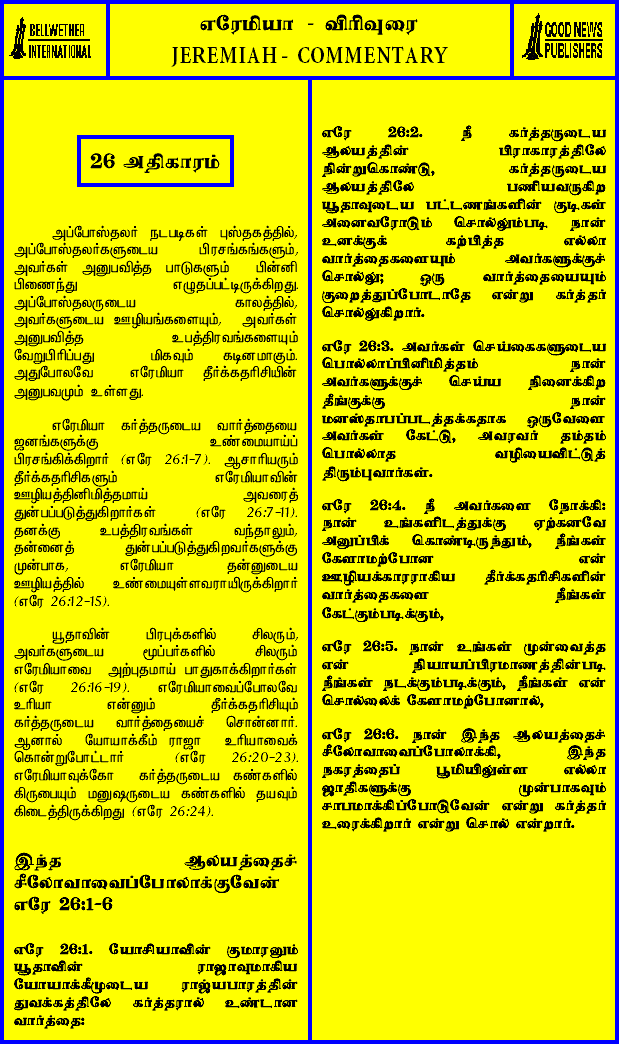 BELLWETHER
INTERNATIONAL
எரேமியா - விரிவுரை
JEREMIAH - COMMENTARY
GOOD NEWS
PUBLISHERS
26 அதிகாரம்
அப்போஸ்தலர் நடபடிகள் புஸ்தகத்தில்,
அப்போஸ்தலர்களுடைய பிரசங்கங்களும்,
அவர்கள் அனுபவித்த பாடுகளும் பின்னி
பிணைந்து எழுதப்பட்டிருக்கிறது.
அப்போஸ்தலருடைய காலத்தில்,
அவர்களுடைய ஊழியங்களையும், அவர்கள்
அனுபவித்த உபத்திரவங்களையும்
வேறுபிரிப்பது மிகவும் கடினமாகும்.
அதுபோலவே எரேமியா தீர்க்கதரிசியின்
அனுபவமும் உள்ளது.
எரேமியா கர்த்தருடைய வார்த்தையை
ஜனங்களுக்கு உண்மையாய்ப்
பிரசங்கிக்கிறார் (எரே 26:1-7). ஆசாரியரும்
தீர்க்கதரிசிகளும் எரேமியாவின்
ஊழியத்தினிமித்தமாய் அவரைத்
துன்பப்படுத்துகிறார்கள் (எரே 26:7-11).
தனக்கு உபத்திரவங்கள் வந்தாலும்,
தன்னைத் துன்பப்படுத்துகிறவர்களுக்கு
முன்பாக, எரேமியா தன்னுடைய
ஊழியத்தில் உண்மையுள்ளவராயிருக்கிறார்
(எரே 26:12-15).
யூதாவின் பிரபுக்களில் சிலரும்,
அவர்களுடைய மூப்பர்களில் சிலரும்
எரேமியாவை அற்புதமாய் பாதுகாக்கிறார்கள்
(எரே 26:16-19). எரேமியாவைப்போலவே
உரியா என்னும் தீர்க்கதரிசியும்
கர்த்தருடைய வார்த்தையைச் சொன்னார்.
ஆனால் யோயாக்கீம் ராஜா உரியாவைக்
கொன்றுபோட்டார் (எரே 26:20-23).
எரேமியாவுக்கோ கர்த்தருடைய கண்களில்
கிருபையும் மனுஷருடைய கண்களில் தயவும்
கிடைத்திருக்கிறது (எரே 26:24).
இந்த ஆலயத்தைச்
சீலோவாவைப்போலாக்குவேன்
எரே 26:1-6
எரே 26:1. யோசியாவின் குமாரனும்
யூதாவின் ராஜாவுமாகிய
யோயாக்கீமுடைய ராஜ்யபாரத்தின்
துவக்கத்திலே கர்த்தரால் உண்டான
வார்த்தை:
எரே 26:2. நீ கர்த்தருடைய
ஆலயத்தின் பிராகாரத்திலே
நின்றுகொண்டு, கர்த்தருடைய
ஆலயத்திலே பணியவருகிற
யூதாவுடைய பட்டணங்களின் குடிகள்
அனைவரோடும் சொல்லும்படி நான்
உனக்குக் கற்பித்த எல்லா
வார்த்தைகளையும் அவர்களுக்குச்
சொல்லு; ஒரு வார்த்தையையும்
குறைத்துப்போடாதே என்று கர்த்தர்
சொல்லுகிறார்.
எரே 26:3. அவர்கள் செய்கைகளுடைய
பொல்லாப்பினிமித்தம் நான்
அவர்களுக்குச் செய்ய நினைக்கிற
தீங்குக்கு நான்
மனஸ்தாபப்படத்தக்கதாக ஒருவேளை
அவர்கள் கேட்டு, அவரவர் தம்தம்
பொல்லாத வழியைவிட்டுத்
திரும்புவார்கள்.
எரே 26:4. நீ அவர்களை நோக்கி:
நான் உங்களிடத்துக்கு ஏற்கனவே
அனுப்பிக் கொண்டிருந்தும், நீங்கள்
கேளாமற்போன என்
ஊழியக்காரராகிய தீர்க்கதரிசிகளின்
வார்த்தைகளை நீங்கள்
கேட்கும்படிக்கும்,
எரே 26:5. நான் உங்கள் முன்வைத்த
என் நியாயப்பிரமாணத்தின்படி
நீங்கள் நடக்கும்படிக்கும், நீங்கள் என்
சொல்லைக் கேளாமற்போனால்,
எரே 26:6. நான் இந்த ஆலயத்தைச்
சீலோவாவைப்போலாக்கி, இந்த
நகரத்தைப் பூமியிலுள்ள எல்லா
ஜாதிகளுக்கு முன்பாகவும்
சாபமாக்கிப்போடுவேன் என்று கர்த்தர்
உரைக்கிறார் என்று சொல் என்றார்.